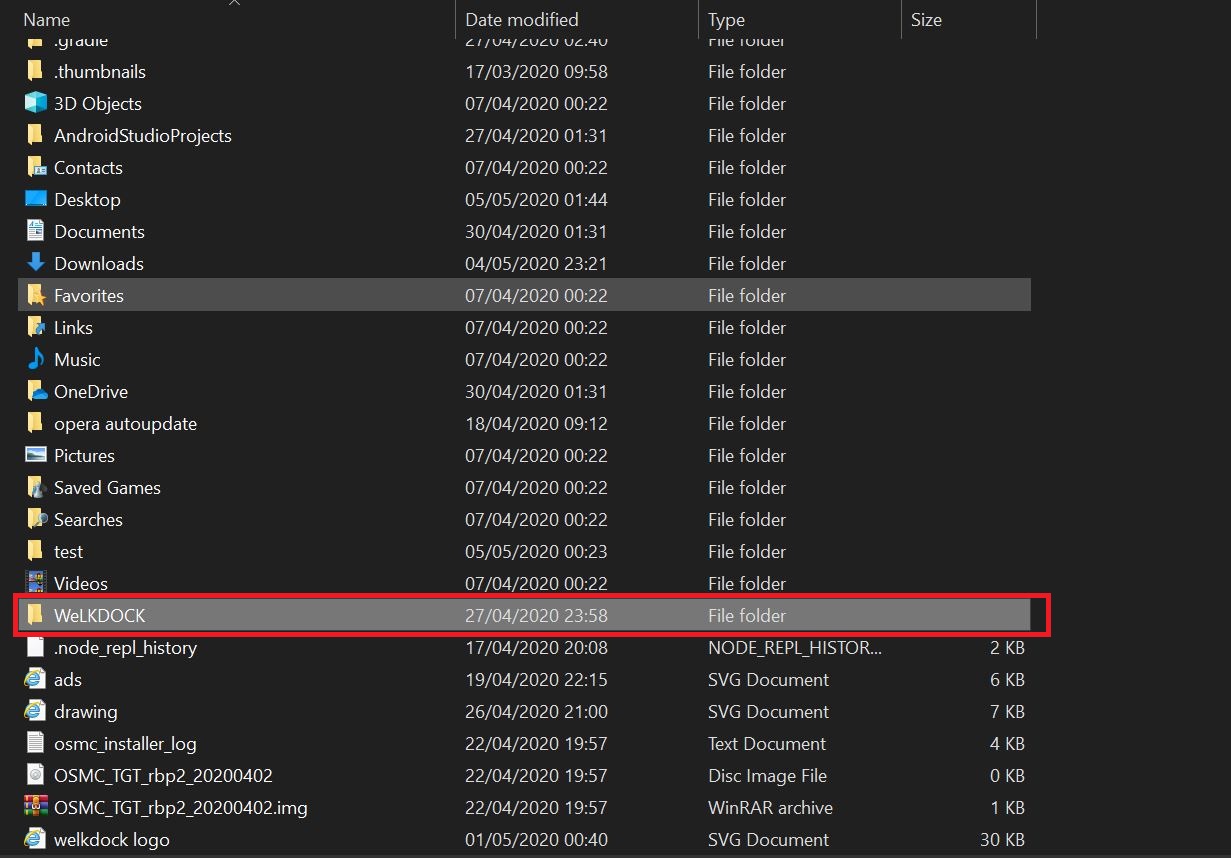 Name Date modified Type Size
.gradle 27/04/2020 02:40 File folder
.thumbnails 17/03/2020 09:58 File folder
3D Objects 07/04/2020 00:22 File folder
AndroidStudioProjects 27/04/2020 01:31 File folder
Contacts 07/04/2020 00:22 File folder
Desktop 05/05/2020 01:44 File folder
Documents 30/04/2020 01:31 File folder
Downloads 04/05/2020 23:21 File folder
Favorites 07/04/2020 00:22 File folder
Links 07/04/2020 00:22 File folder
Music 07/04/2020 00:22 File folder
OneDrive 30/04/2020 01:31 File folder
opera autoupdate 18/04/2020 09:12 File folder
Pictures 07/04/2020 00:22 File folder
Saved Games 07/04/2020 00:22 File folder
Searches 07/04/2020 00:22 File folder
test 05/05/2020 00:23 File folder
Videos 07/04/2020 00:22 File folder
WeLKDOCK 27/04/2020 23:58 File folder
.node_repl_history 17/04/2020 20:08 NODE_REPL_HISTOR... 2 KB
ads 19/04/2020 22:15 SVG Document 6 KB
drawing 26/04/2020 21:00 SVG Document 7 KB
osmc_installer_log 22/04/2020 19:57 Text Document 4 KB
OSMC_TGT_rbp2_20200402 22/04/2020 19:57 Disc Image File 0 KB
OSMC_TGT_rbp2_20200402.img 22/04/2020 19:57 WinRAR archive 1 KB
welkdock logo 01/05/2020 00:40 SVG Document 30 KB